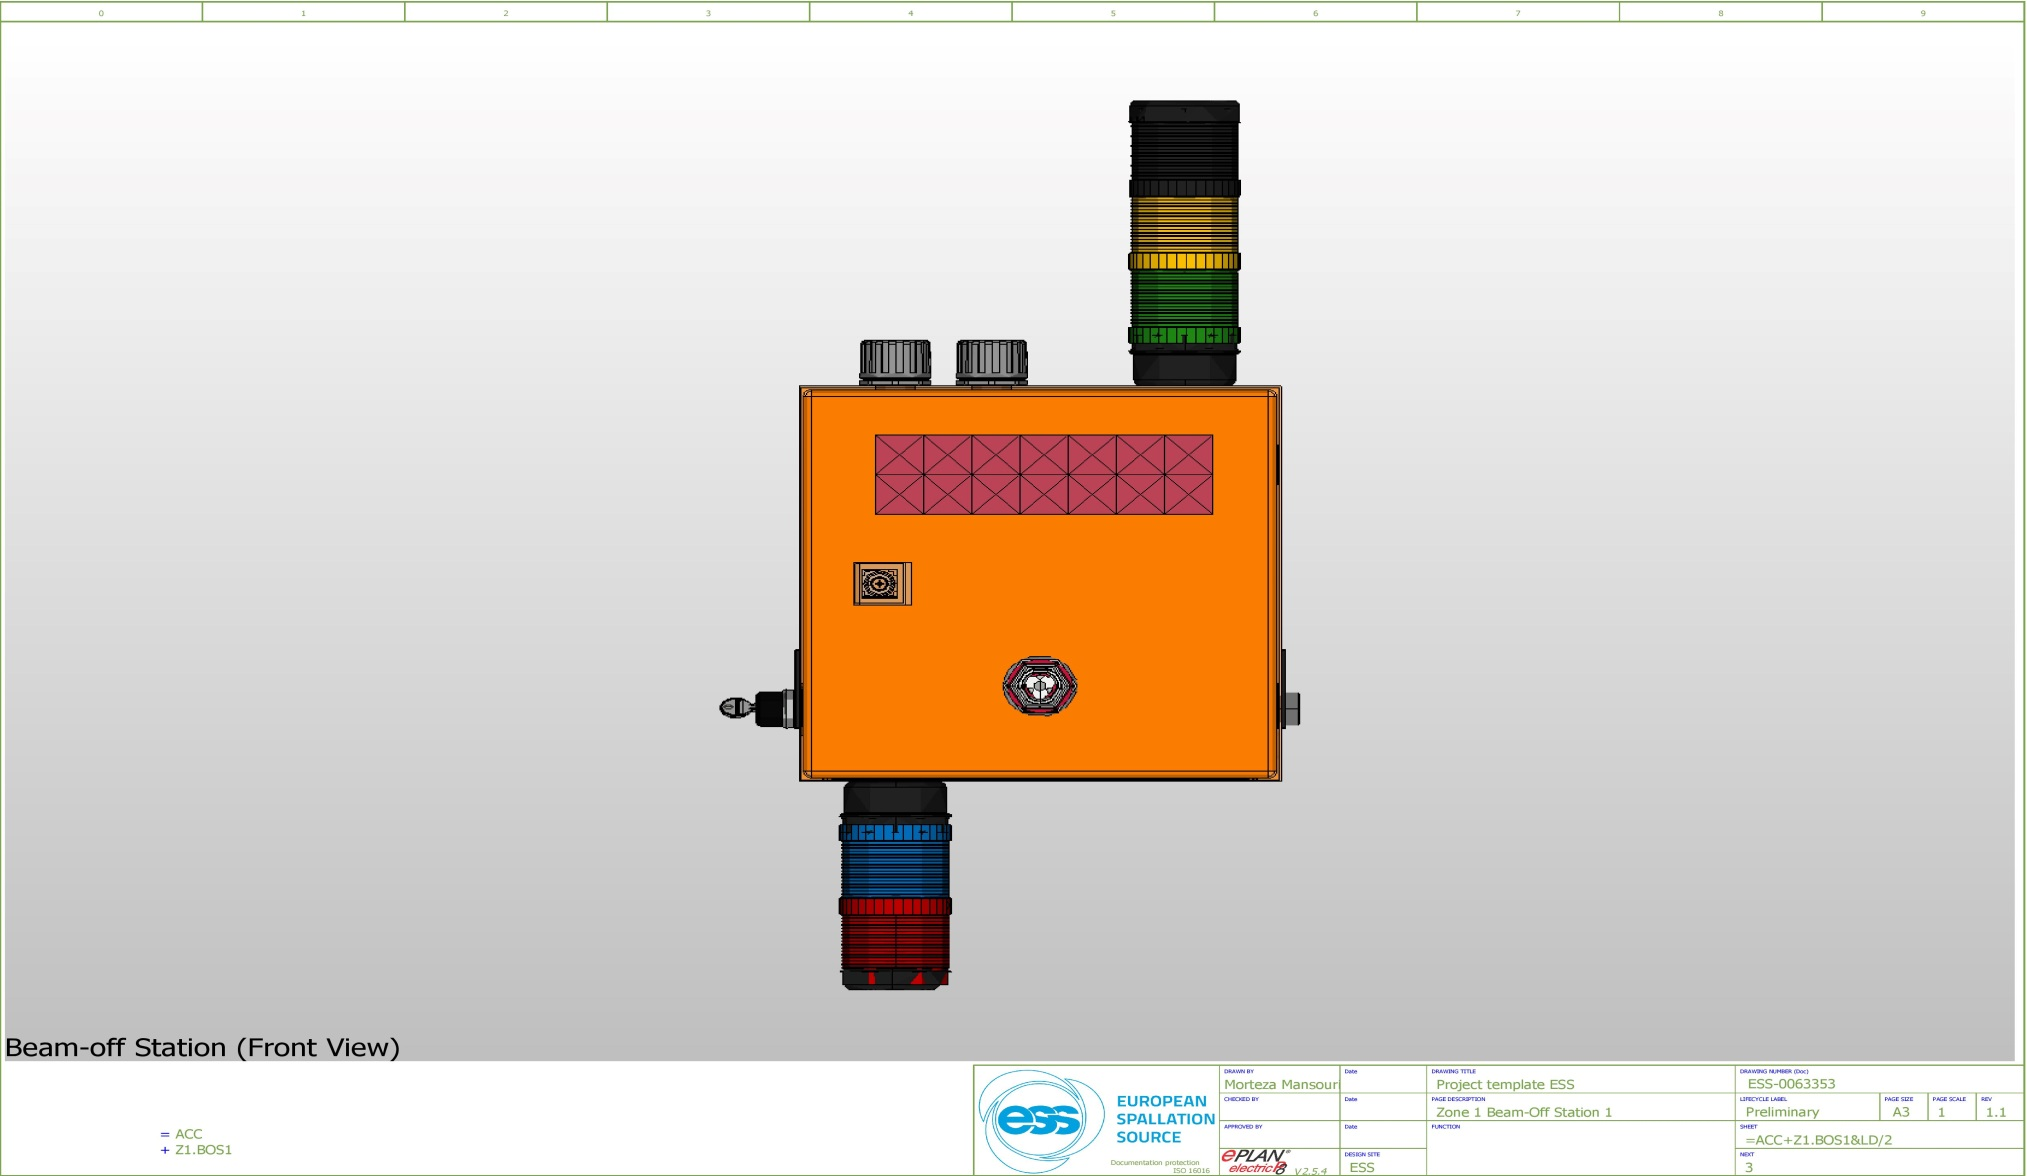 0 1 2 3 4 5 6 7 8 9
Beam-off Station (Front View)
= ACC
+ Z1.BOS1
ess
EUROPEAN
SPALLATION
SOURCE
Documentation protection
ISO 16016
DRAWN BY
Morteza Mansouri
Date
CHECKED BY
Date
APPROVED BY
Date
EPLAN®
electric P8
V 2.5.4
DESIGN SITE
ESS
DRAWING TITLE
Project template ESS
PAGE DESCRIPTION
Zone 1 Beam-Off Station 1
FUNCTION
DRAWING NUMBER (Doc)
ESS-0063353
LIFECYCLE LABEL
Preliminary
PAGE SIZE
A3
PAGE SCALE
1
REV
1.1
SHEET
=ACC+Z1.BOS1&LD/2
NEXT
3